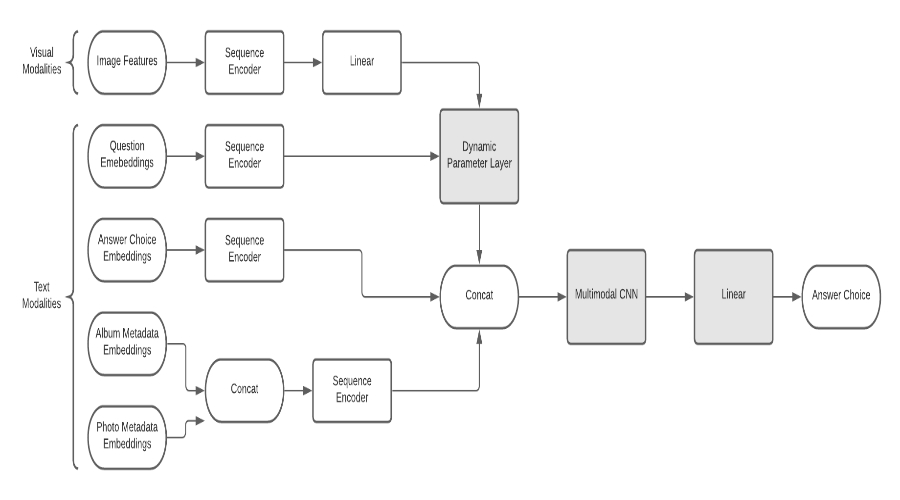 Visual
Modalities
Image Features
Sequence
Encoder
Linear
Question
Emebeddings
Sequence
Encoder
Dynamic
Parameter Layer
Answer Choice
Embeddings
Sequence
Encoder
Text
Modalities
Concat
Multimodal CNN
Linear
Answer Choice
Album Metadata
Embeddings
Concat
Sequence
Encoder
Photo Metadata
Embeddings